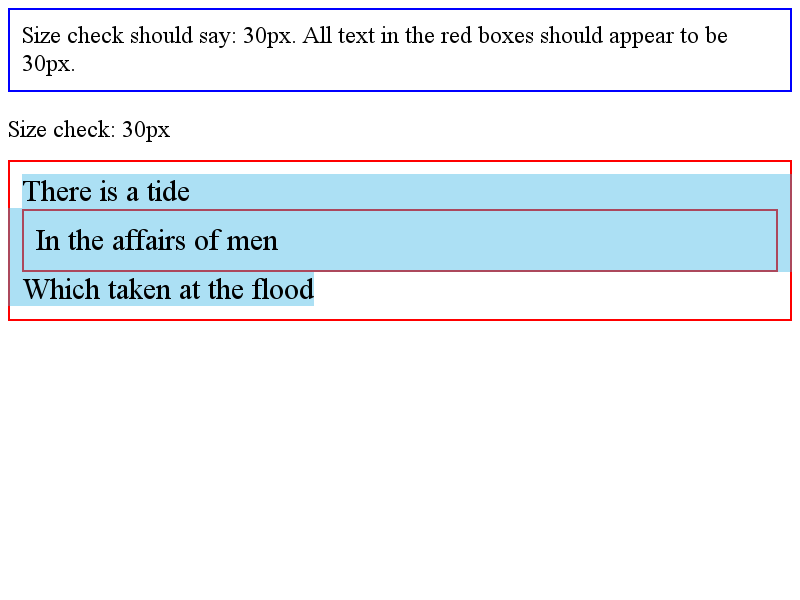 Size check should say: 30px. All text in the red boxes should appear to be
30px.
Size check: 30px
There is a tide
In the affairs of men
Which taken at the flood